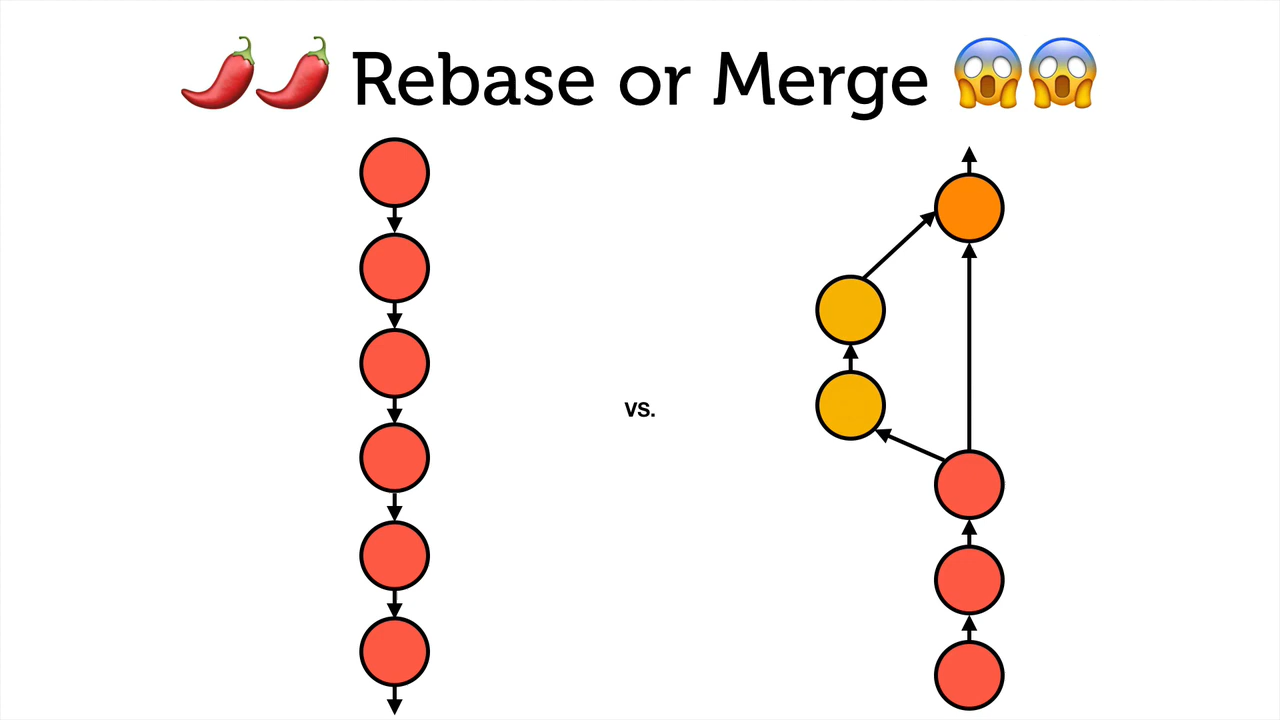 🌶️🌶️ Rebase or Merge 😱😱
vs.